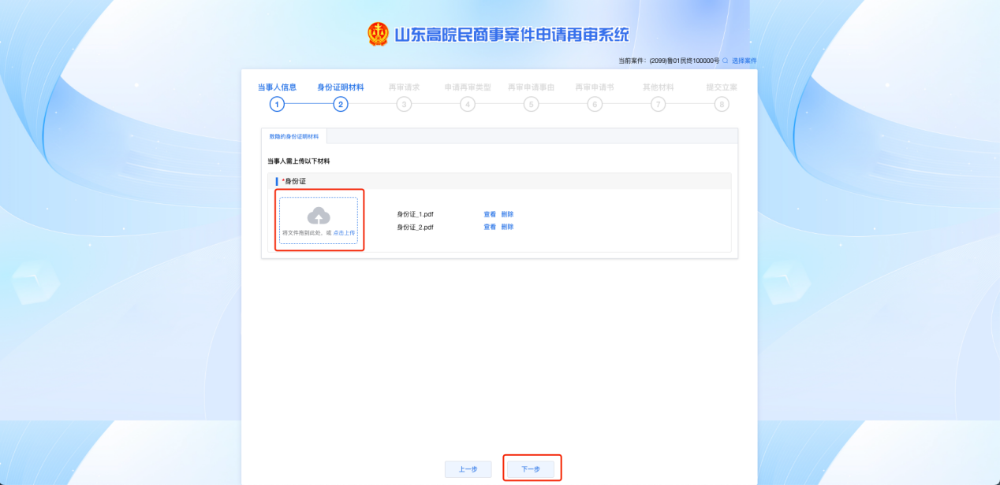 山东高院民商事案件申请再审系统
当前案件：(2099)鲁01民终100000号 选择案件
当事人信息 身份证明材料 再审请求 申请再审类型 再审申请事由 再审申请书 其他材料 提交立案
1 2 3 4 5 6 7 8
敖隐的身份证明材料
当事人需上传以下材料
*身份证
将文件拖到此处，或 点击上传
身份证_1.pdf 查看 删除
身份证_2.pdf 查看 删除
上一步 下一步